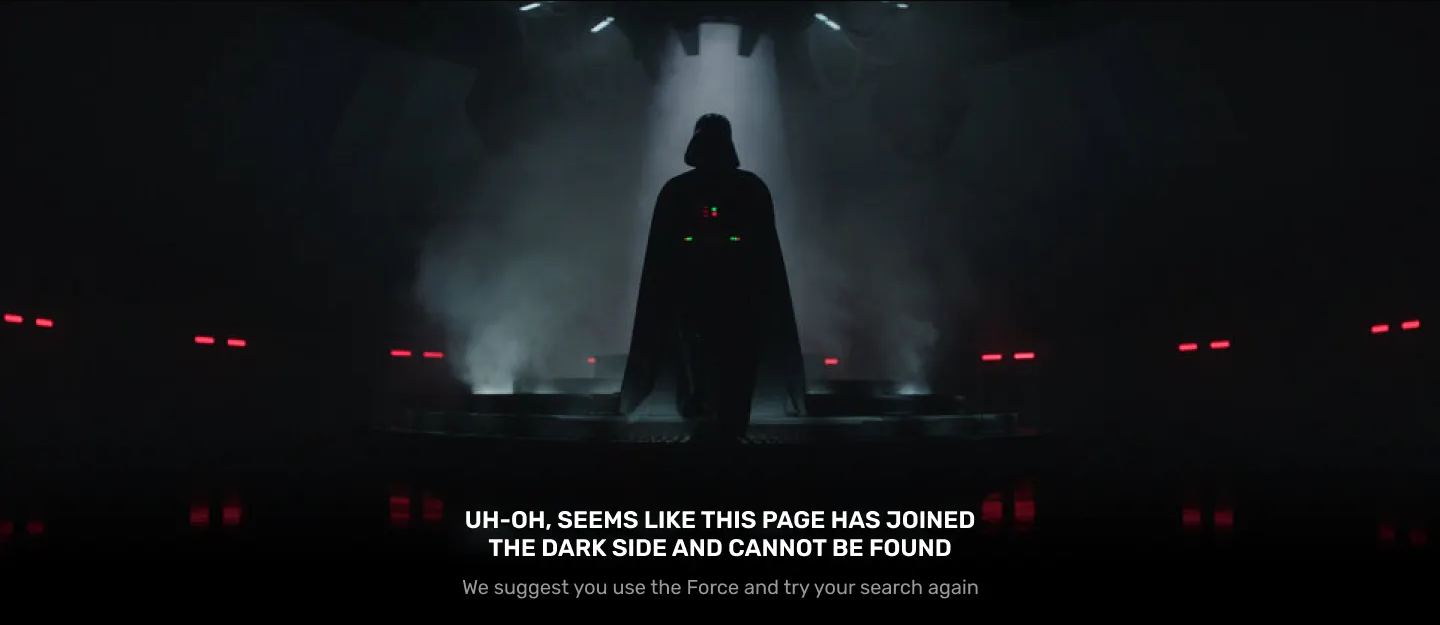 UH-OH, SEEMS LIKE THIS PAGE HAS JOINED
THE DARK SIDE AND CANNOT BE FOUND
We suggest you use the Force and try your search again